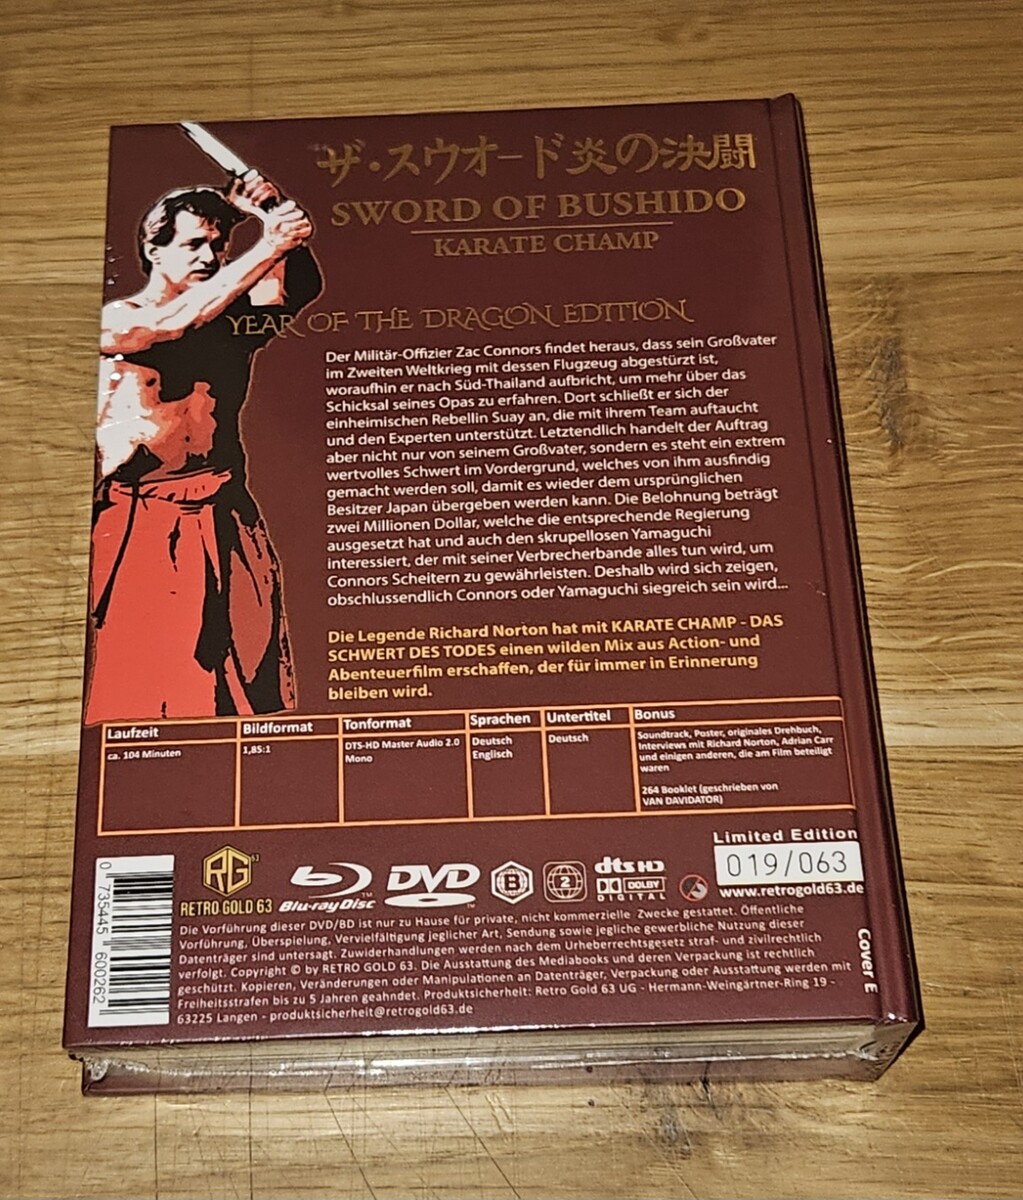 ザ・スウオード炎の決闘
SWORD OF BUSHIDO
KARATE CHAMP
YEAR OF THE DRAGON EDITION
Der Militär-Offizier Zac Connors findet heraus, dass sein Großvater
im Zweiten Weltkrieg mit dessen Flugzeug abgestürzt ist,
woraufhin er nach Süd-Thailand aufbricht, um mehr über das
Schicksal seines Opas zu erfahren. Dort schließt er sich der
einheimischen Rebellin Suay an, die mit ihrem Team auftaucht
und den Experten unterstützt. Letztendlich handelt der Auftrag
aber nicht nur von seinem Großvater, sondern es steht ein extrem
wertvolles Schwert im Vordergrund, welches von ihm ausfindig
gemacht werden soll, damit es wieder dem ursprünglichen
Besitzer Japan übergeben werden kann. Die Belohnung beträgt
zwei Millionen Dollar, welche die entsprechende Regierung
ausgesetzt hat und auch den skrupellosen Yamaguchi
interessiert, der mit seiner Verbrecherbande alles tun wird, um
Connors Scheitern zu gewährleisten. Deshalb wird sich zeigen,
obschlussendlich Connors oder Yamaguchi siegreich sein wird...
Die Legende Richard Norton hat mit KARATE CHAMP - DAS
SCHWERT DES TODES einen wilden Mix aus Action- und
Abenteuerfilm erschaffen, der für immer in Erinnerung
bleiben wird.
Laufzeit
ca. 104 Minuten
Bildformat
1,85:1
Tonformat
DTS-HD Master Audio 2.0
Mono
Sprachen
Deutsch
Englisch
Untertitel
Deutsch
Bonus
Soundtrack, Poster, originales Drehbuch,
Interviews mit Richard Norton, Adrian Carr
und einigen anderen, die am Film beteiligt
waren
264 Booklet (geschrieben von
VAN DAVIDATOR)
Limited Edition
019/063
www.retrogold63.de
RG 63
RETRO GOLD 63
Blu-ray Disc TM
DVD
TM
B
2
dts HD
DOLBY
DIGITAL
0 735445 600262
Die Vorführung dieser DVD/BD ist nur zu Hause für private, nicht kommerzielle Zwecke gestattet. Öffentliche
Vorführung, Überspielung, Vervielfältigung jeglicher Art, Sendung sowie jegliche gewerbliche Nutzung dieser
Datenträger sind untersagt. Zuwiderhandlungen werden nach dem Urheberrechtsgesetz straf- und zivilrechtlich
verfolgt. Copyright © by RETRO GOLD 63. Die Ausstattung des Mediabooks und deren Verpackung ist rechtlich
geschützt. Kopieren, Veränderungen oder Manipulationen an Datenträger, Verpackung oder Ausstattung werden mit
Freiheitsstrafen bis zu 5 Jahren geahndet. Produktsicherheit: Retro Gold 63 UG - Hermann-Weingärtner-Ring 19 -
63225 Langen - produktsicherheit@retrogold63.de
Cover E